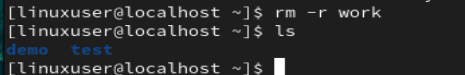 [linuxuser@localhost ~]$ rm -r work
[linuxuser@localhost ~]$ ls
demo  test
[linuxuser@localhost ~]$